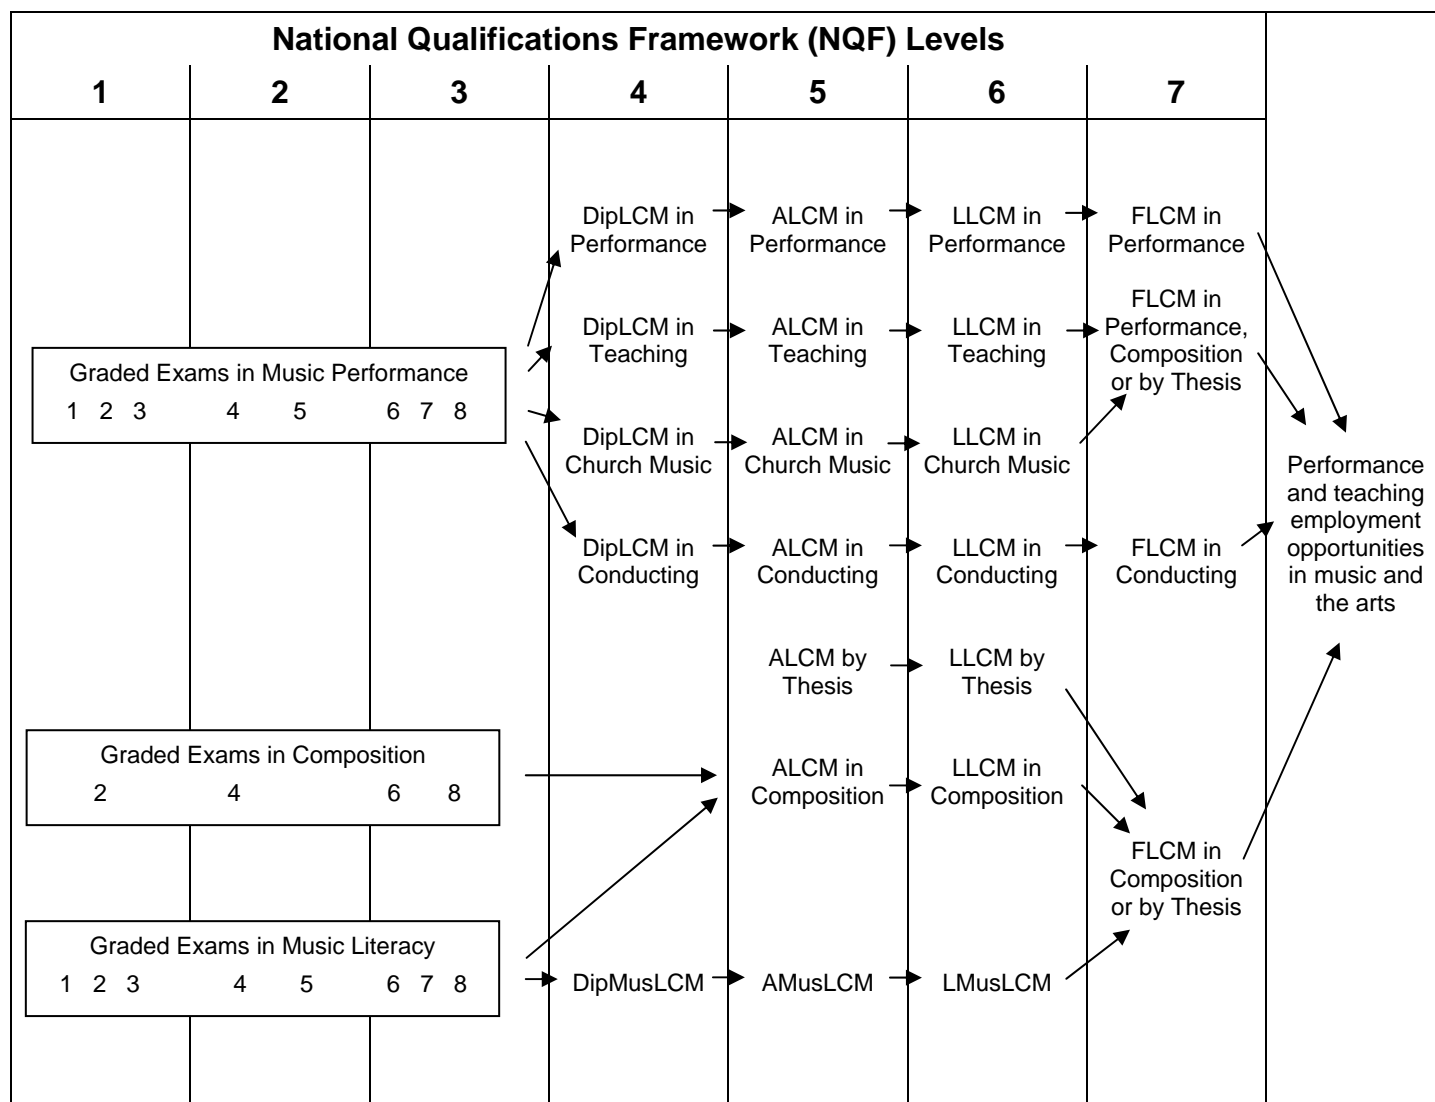 National Qualifications Framework (NQF) Levels
1 2 3 4 5 6 7
DipLCM in
Performance
ALCM in
Performance
LLCM in
Performance
FLCM in
Performance
DipLCM in
Teaching
ALCM in
Teaching
LLCM in
Teaching
FLCM in
Performance,
Composition
or by Thesis
Graded Exams in Music Performance
1 2 3 4 5 6 7 8
DipLCM in
Church Music
ALCM in
Church Music
LLCM in
Church Music
DipLCM in
Conducting
ALCM in
Conducting
LLCM in
Conducting
FLCM in
Conducting
Performance
and teaching
employment
opportunities
in music and
the arts
ALCM by
Thesis
LLCM by
Thesis
Graded Exams in Composition
2 4 6 8
ALCM in
Composition
LLCM in
Composition
FLCM in
Composition
or by Thesis
Graded Exams in Music Literacy
1 2 3 4 5 6 7 8
DipMusLCM
AMusLCM
LMusLCM